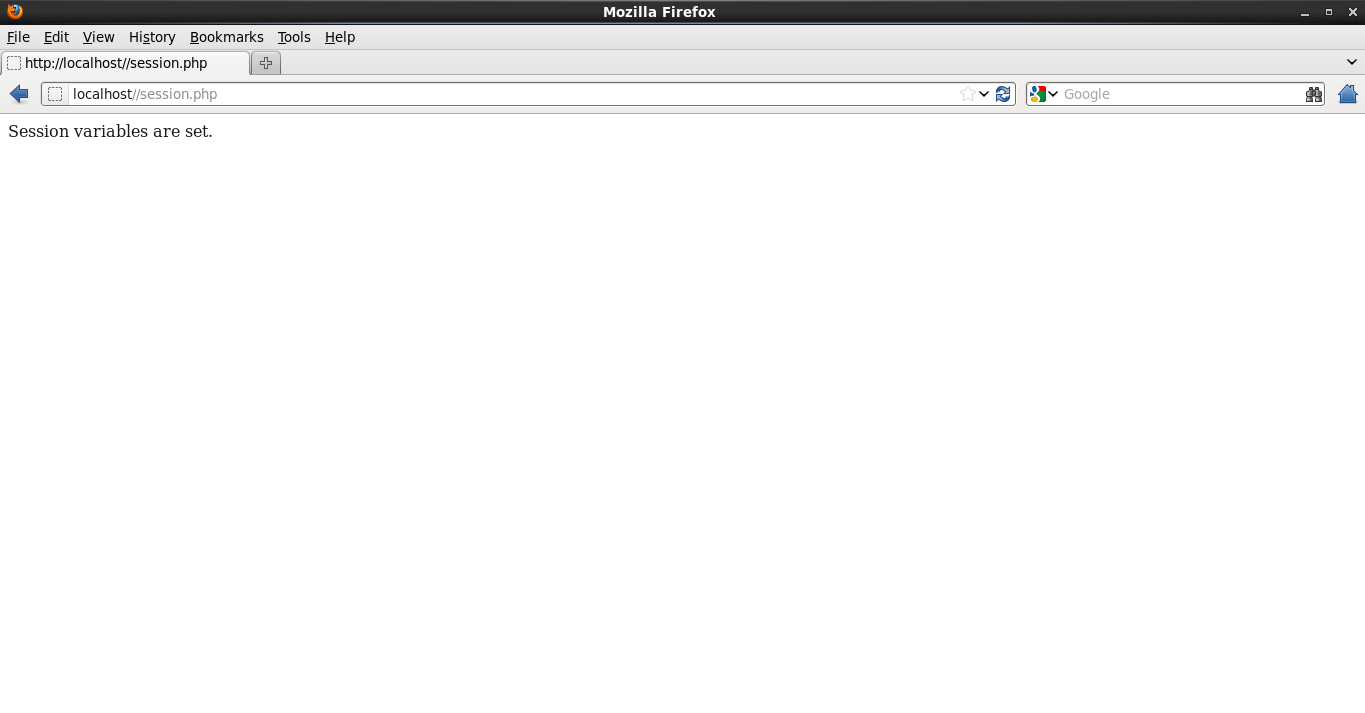 Mozilla Firefox
File Edit View History Bookmarks Tools Help
http://localhost//session.php
localhost//session.php Google
Session variables are set.